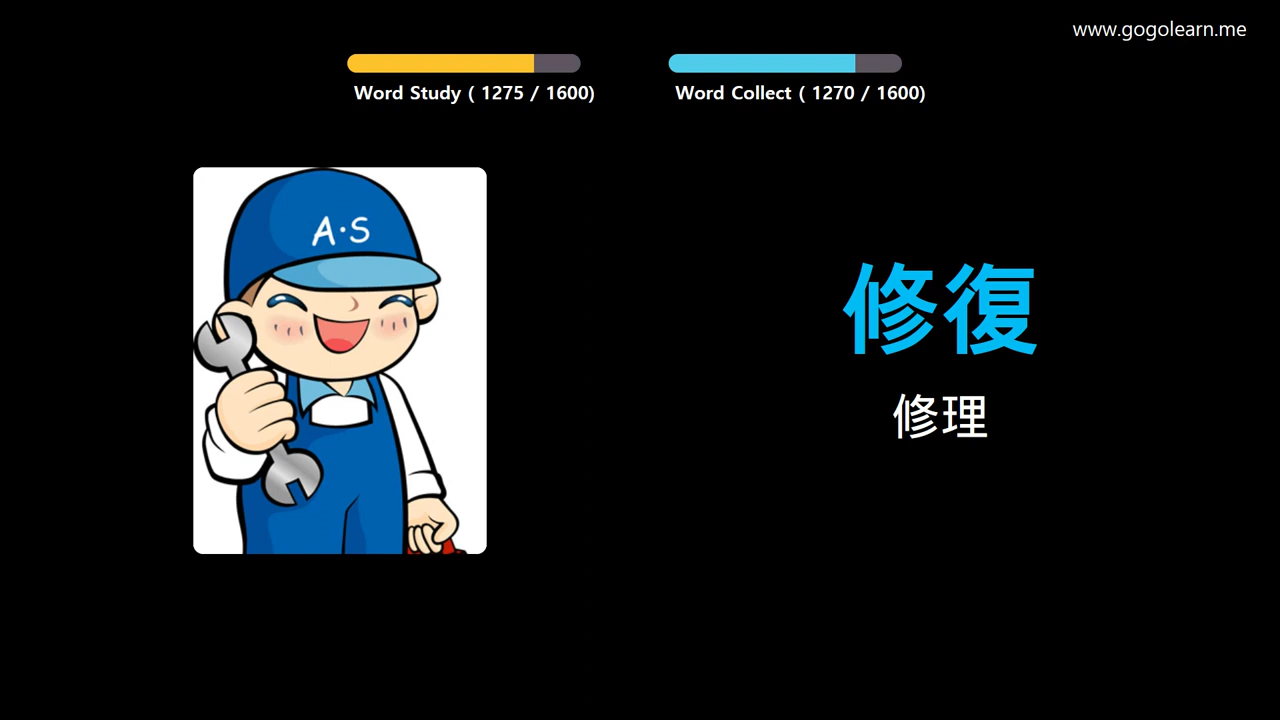 www.gogolearn.me
Word Study ( 1275 / 1600)
Word Collect ( 1270 / 1600)
A·S
修復
修理